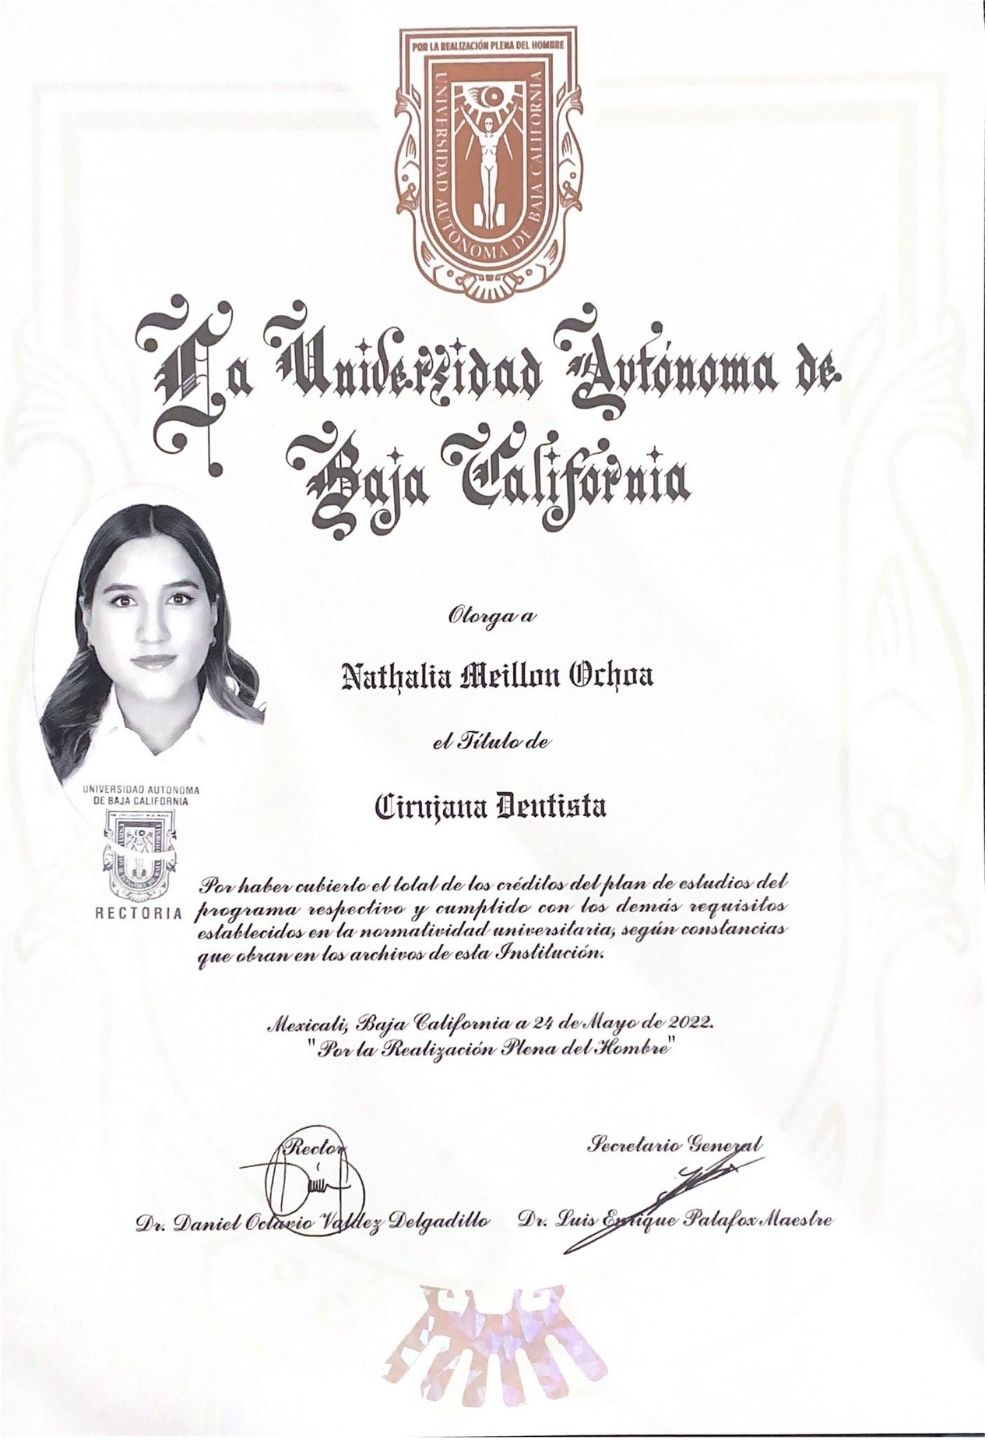 POR LA REALIZACIÓN PLENA DEL HOMBRE
UNIVERSIDAD AUTONOMA DE BAJA CALIFORNIA
La Universidad Autónoma de
Baja California
Otorga a
Nathalia Meillon Ochoa
el Título de
Cirujana Dentista
UNIVERSIDAD AUTONOMA
DE BAJA CALIFORNIA
RECTORIA
Por haber cubierto el total de los créditos del plan de estudios del
programa respectivo y cumplido con los demás requisitos
establecidos en la normatividad universitaria, según constancias
que obran en los archivos de esta Institución.
Mexicali, Baja California a 24 de Mayo de 2022.
"Por la Realización Plena del Hombre"
Rector
Dr. Daniel Octavio Valdez Delgadillo
Secretario General
Dr. Luis Enrique Palafox Maestre